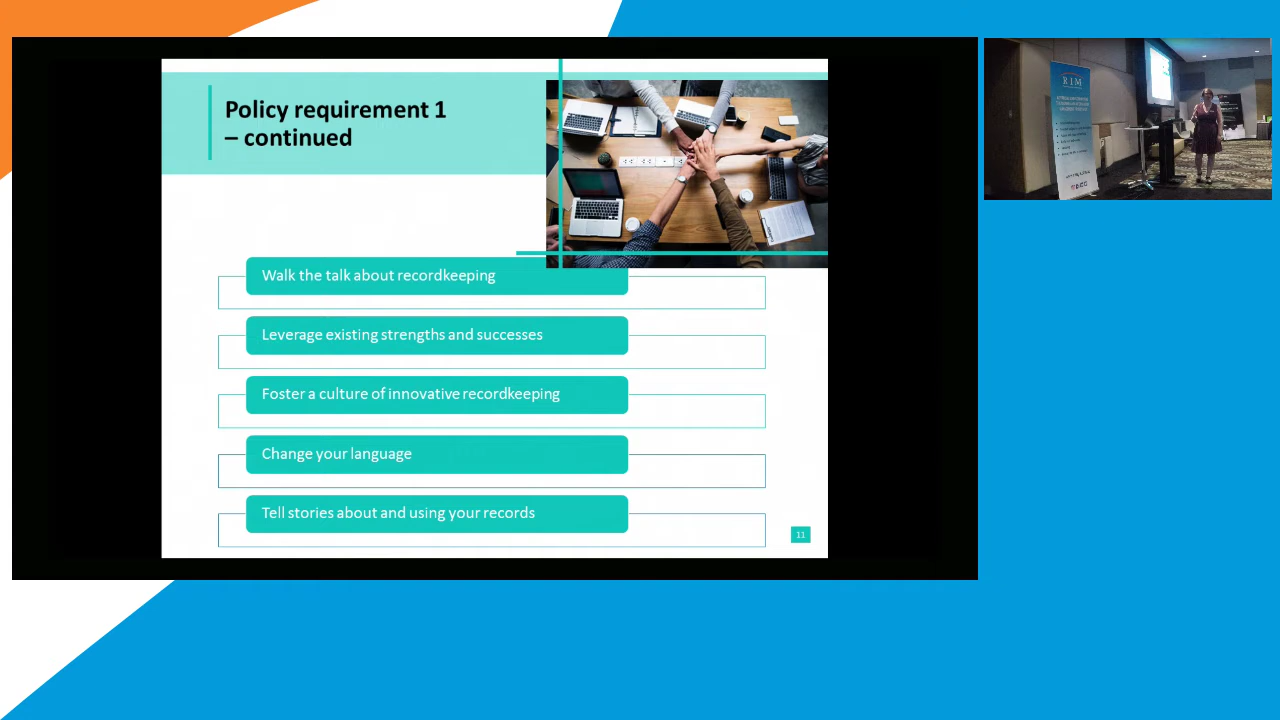 Policy requirement 1
– continued
Walk the talk about recordkeeping
Leverage existing strengths and successes
Foster a culture of innovative recordkeeping
Change your language
Tell stories about and using your records
11
RIM